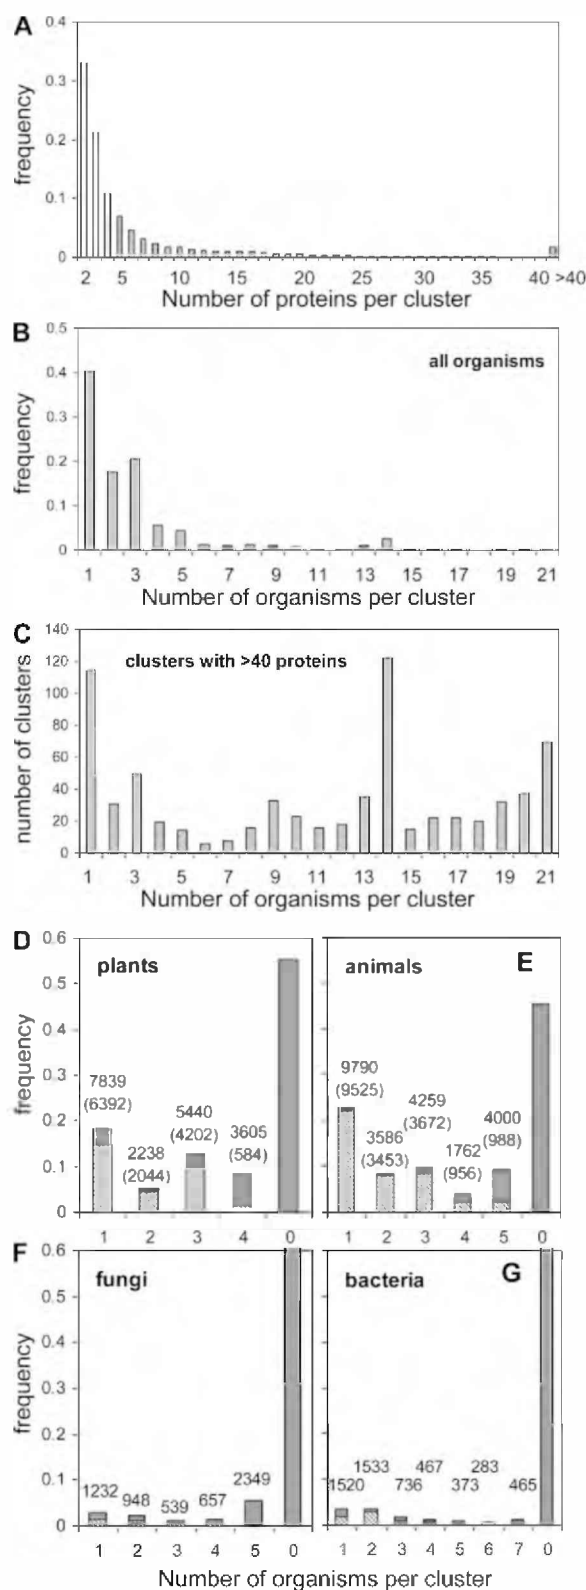 A
0.4
0.3
0.2
0.1
0
frequency
2 5 10 15 20 25 30 35 40 >40
Number of proteins per cluster
B
0.5
0.4
0.3
0.2
0.1
0
frequency
all organisms
1 3 5 7 9 11 13 15 17 19 21
Number of organisms per cluster
C
140
120
100
80
60
40
20
0
number of clusters
clusters with >40 proteins
1 3 5 7 9 11 13 15 17 19 21
Number of organisms per cluster
D
0.6
0.5
0.4
0.3
0.2
0.1
0
frequency
plants
7839
(6392)
2238
(2044)
5440
(4202)
3605
(584)
1 2 3 4 0
animals
E
9790
(9525)
3586
(3453)
4259
(3672)
1762
(956)
4000
(988)
1 2 3 4 5 0
F
0.6
0.5
0.4
0.3
0.2
0.1
0
frequency
fungi
1232
948
539
657
2349
1 2 3 4 5 0
bacteria
G
1520
1533
736
467
373
283
465
1 2 3 4 5 6 7 0
Number of organisms per cluster